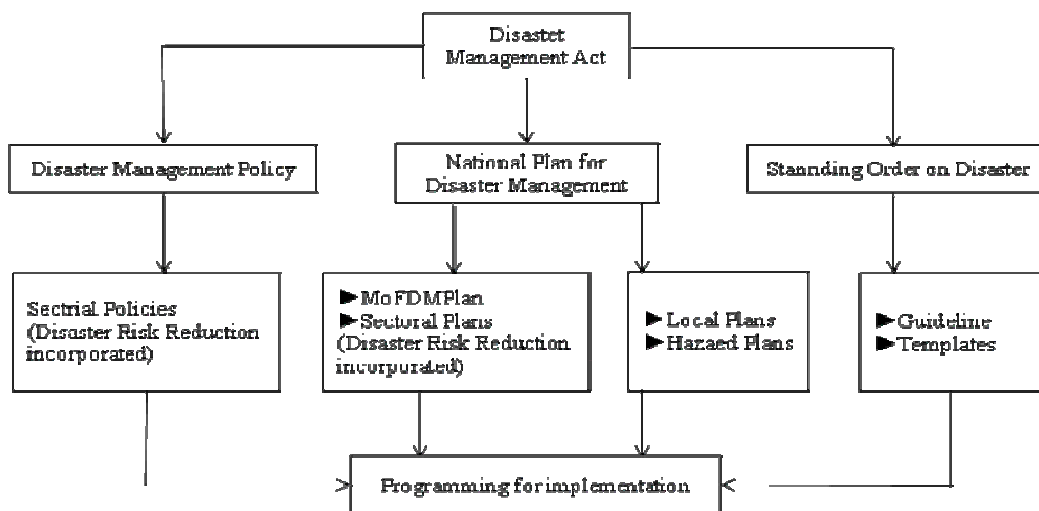 Disastet
Management Act
Disaster Management Policy
National Plan for
Disaster Management
Stannding Order on Disaster
Sectrial Policies
(Disaster Risk Reduction
incorporated)
►MoFDMPlan
►Sectoral Plans
(Disaster Risk Reduction
incorporated)
►Local Plans
►Hazaed Plans
►Guideline
►Templates
Programming for implementation